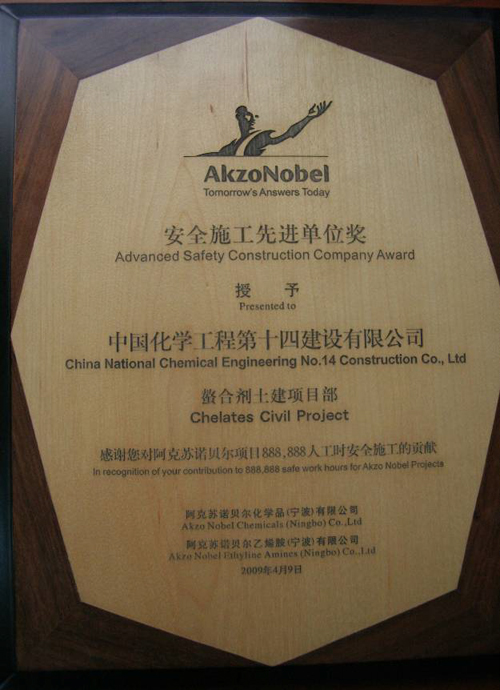 AkzoNobel
Tomorrow's Answers Today
安全施工先进单位奖
Advanced Safety Construction Company Award
授 予
Presented to
中国化学工程第十四建设有限公司
China National Chemical Engineering No.14 Construction Co., Ltd
螯合剂土建项目部
Chelates Civil Project
感谢您对阿克苏诺贝尔项目888,888人工时安全施工的贡献
In recognition of your contribution to 888,888 safe work hours for Akzo Nobel Projects
阿克苏诺贝尔化学品(宁波)有限公司
Akzo Nobel Chemicals (Ningbo) Co.,Ltd
阿克苏诺贝尔乙烯胺(宁波)有限公司
Akzo Nobel Ethyline Amines (Ningbo) Co.,Ltd
2009年4月9日